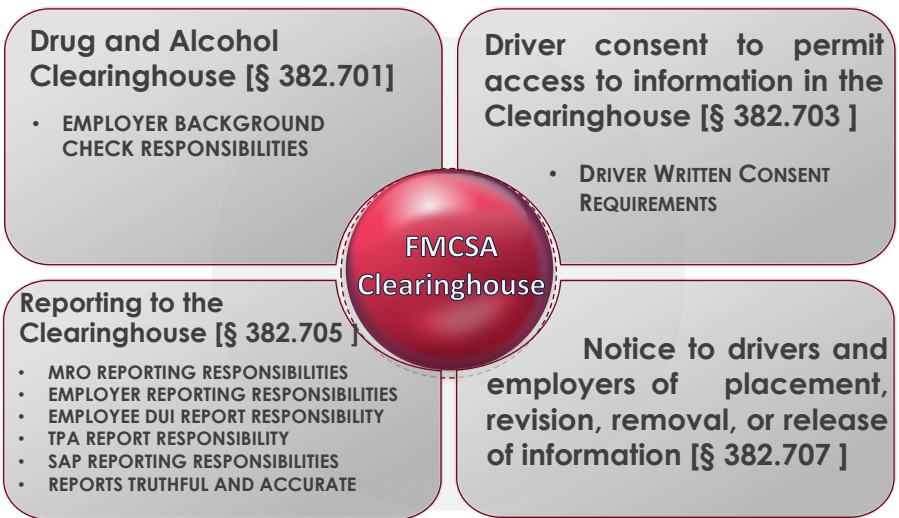 Drug and Alcohol
Clearinghouse [§ 382.701]
• EMPLOYER BACKGROUND
CHECK RESPONSIBILITIES
Driver consent to permit
access to information in the
Clearinghouse [§ 382.703 ]
• DRIVER WRITTEN CONSENT
REQUIREMENTS
FMCSA
Clearinghouse
Reporting to the
Clearinghouse [§ 382.705 ]
• MRO REPORTING RESPONSIBILITIES
• EMPLOYER REPORTING RESPONSIBILITIES
• EMPLOYEE DUI REPORT RESPONSIBILITY
• TPA REPORT RESPONSIBILITY
• SAP REPORTING RESPONSIBILITIES
• REPORTS TRUTHFUL AND ACCURATE
Notice to drivers and
employers of placement,
revision, removal, or release
of information [§ 382.707 ]